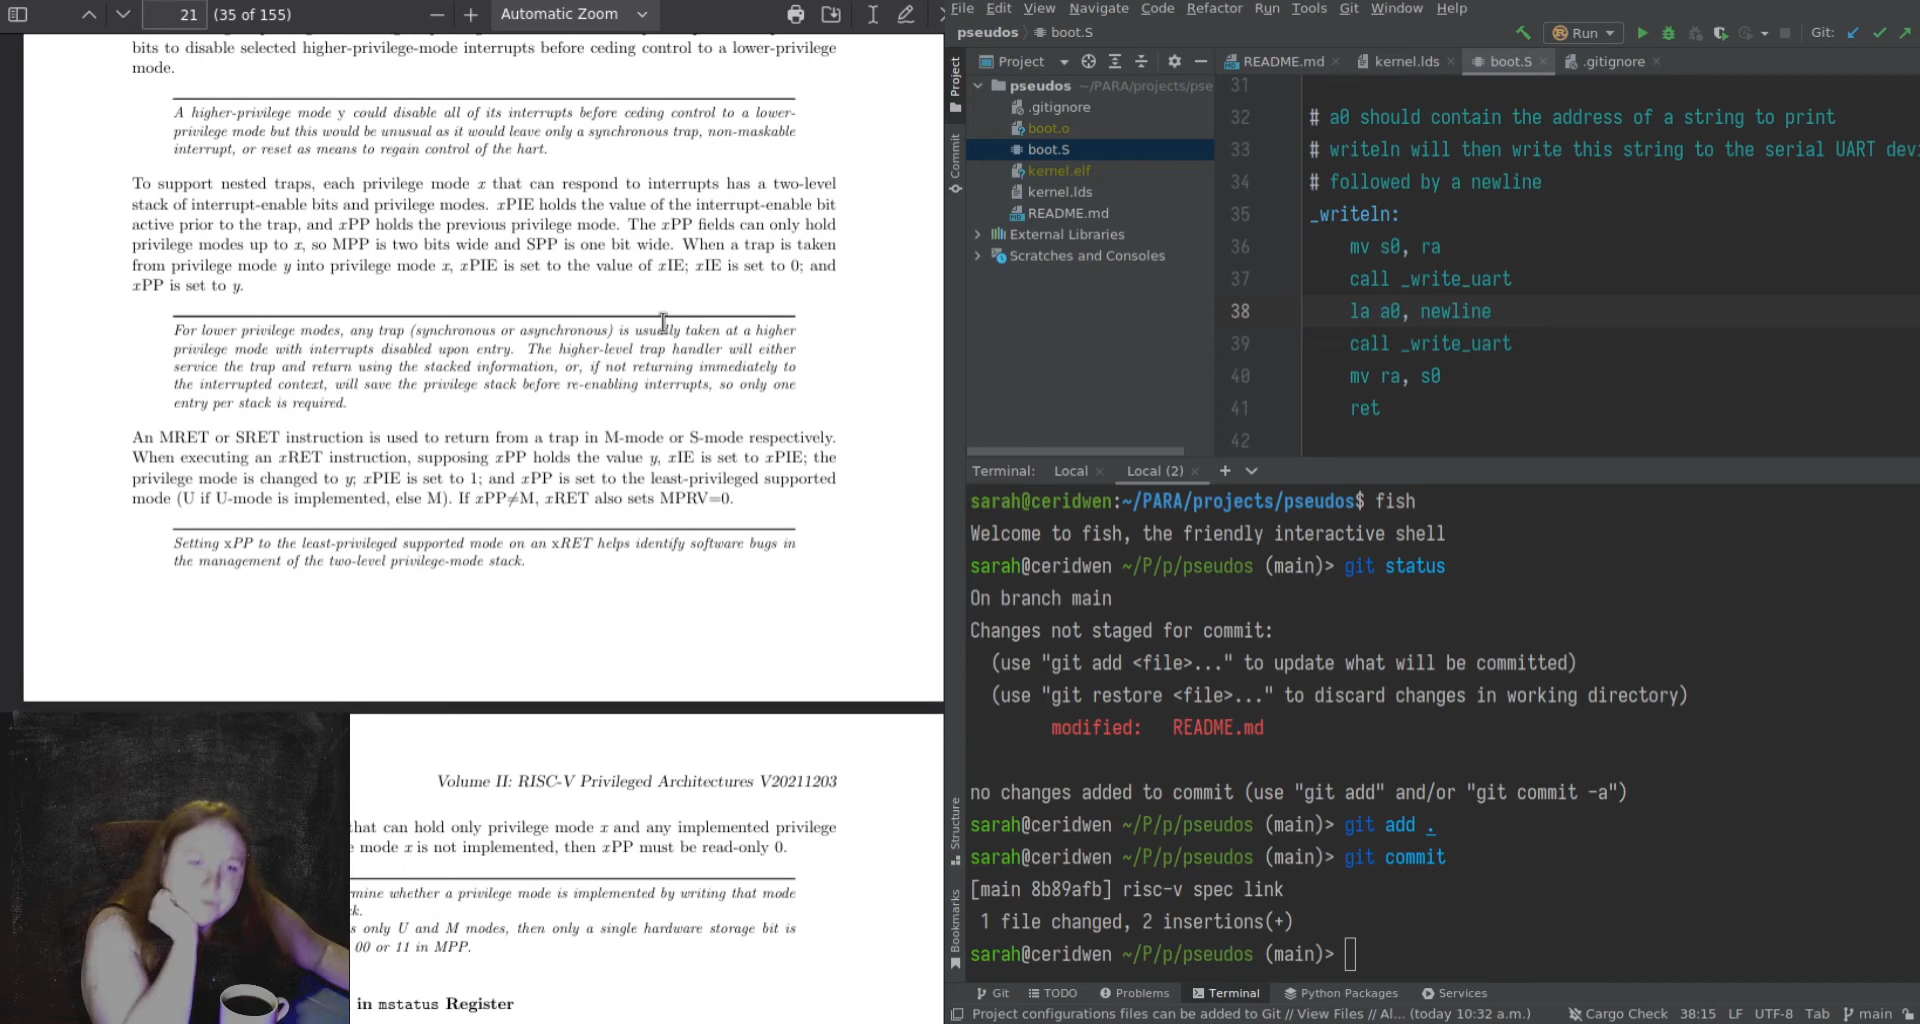 21 (35 of 155) Automatic Zoom
bits to disable selected higher-privilege-mode interrupts before ceding control to a lower-privilege
mode.
A higher-privilege mode y could disable all of its interrupts before ceding control to a lower-
privilege mode but this would be unusual as it would leave only a synchronous trap, non-maskable
interrupt, or reset as means to regain control of the hart.
To support nested traps, each privilege mode x that can respond to interrupts has a two-level
stack of interrupt-enable bits and privilege modes. xPIE holds the value of the interrupt-enable bit
active prior to the trap, and xPP holds the previous privilege mode. The xPP fields can only hold
privilege modes up to x, so MPP is two bits wide and SPP is one bit wide. When a trap is taken
from privilege mode y into privilege mode x, xPIE is set to the value of xIE; xIE is set to 0; and
xPP is set to y.
For lower privilege modes, any trap (synchronous or asynchronous) is usually taken at a higher
privilege mode with interrupts disabled upon entry. The higher-level trap handler will either
service the trap and return using the stacked information, or, if not returning immediately to
the interrupted context, will save the privilege stack before re-enabling interrupts, so only one
entry per stack is required.
An MRET or SRET instruction is used to return from a trap in M-mode or S-mode respectively.
When executing an xRET instruction, supposing xPP holds the value y, xIE is set to xPIE; the
privilege mode is changed to y; xPIE is set to 1; and xPP is set to the least-privileged supported
mode (U if U-mode is implemented, else M). If xPP≠M, xRET also sets MPRV=0.
Setting xPP to the least-privileged supported mode on an xRET helps identify software bugs in
the management of the two-level privilege-mode stack.
Volume II: RISC-V Privileged Architectures V20211203
that can hold only privilege mode x and any implemented privilege
e mode x is not implemented, then xPP must be read-only 0.
rmine whether a privilege mode is implemented by writing that mode
k.
s only U and M modes, then only a single hardware storage bit is
00 or 11 in MPP.
in mstatus Register
File Edit View Navigate Code Refactor Run Tools Git Window Help
pseudos boot.S Run Git:
Project
Commit
Structure
Bookmarks
Project
pseudos ~/PARA/projects/pse
.gitignore
boot.o
boot.S
kernel.elf
kernel.lds
README.md
External Libraries
Scratches and Consoles
README.md kernel.lds boot.S .gitignore
31
32 # a0 should contain the address of a string to print
33 # writeln will then write this string to the serial UART devi
34 # followed by a newline
35 _writeln:
36 mv s0, ra
37 call _write_uart
38 la a0, newline
39 call _write_uart
40 mv ra, s0
41 ret
42
Terminal: Local Local (2)
sarah@ceridwen:~/PARA/projects/pseudos$ fish
Welcome to fish, the friendly interactive shell
sarah@ceridwen ~/P/p/pseudos (main)> git status
On branch main
Changes not staged for commit:
(use "git add <file>..." to update what will be committed)
(use "git restore <file>..." to discard changes in working directory)
modified: README.md
no changes added to commit (use "git add" and/or "git commit -a")
sarah@ceridwen ~/P/p/pseudos (main)> git add .
sarah@ceridwen ~/P/p/pseudos (main)> git commit
[main 8b89afb] risc-v spec link
1 file changed, 2 insertions(+)
sarah@ceridwen ~/P/p/pseudos (main)>
Git TODO Problems Terminal Python Packages Services
Project configurations files can be added to Git // View Files // Al... (today 10:32 a.m.) Cargo Check 38:15 LF UTF-8 Tab main